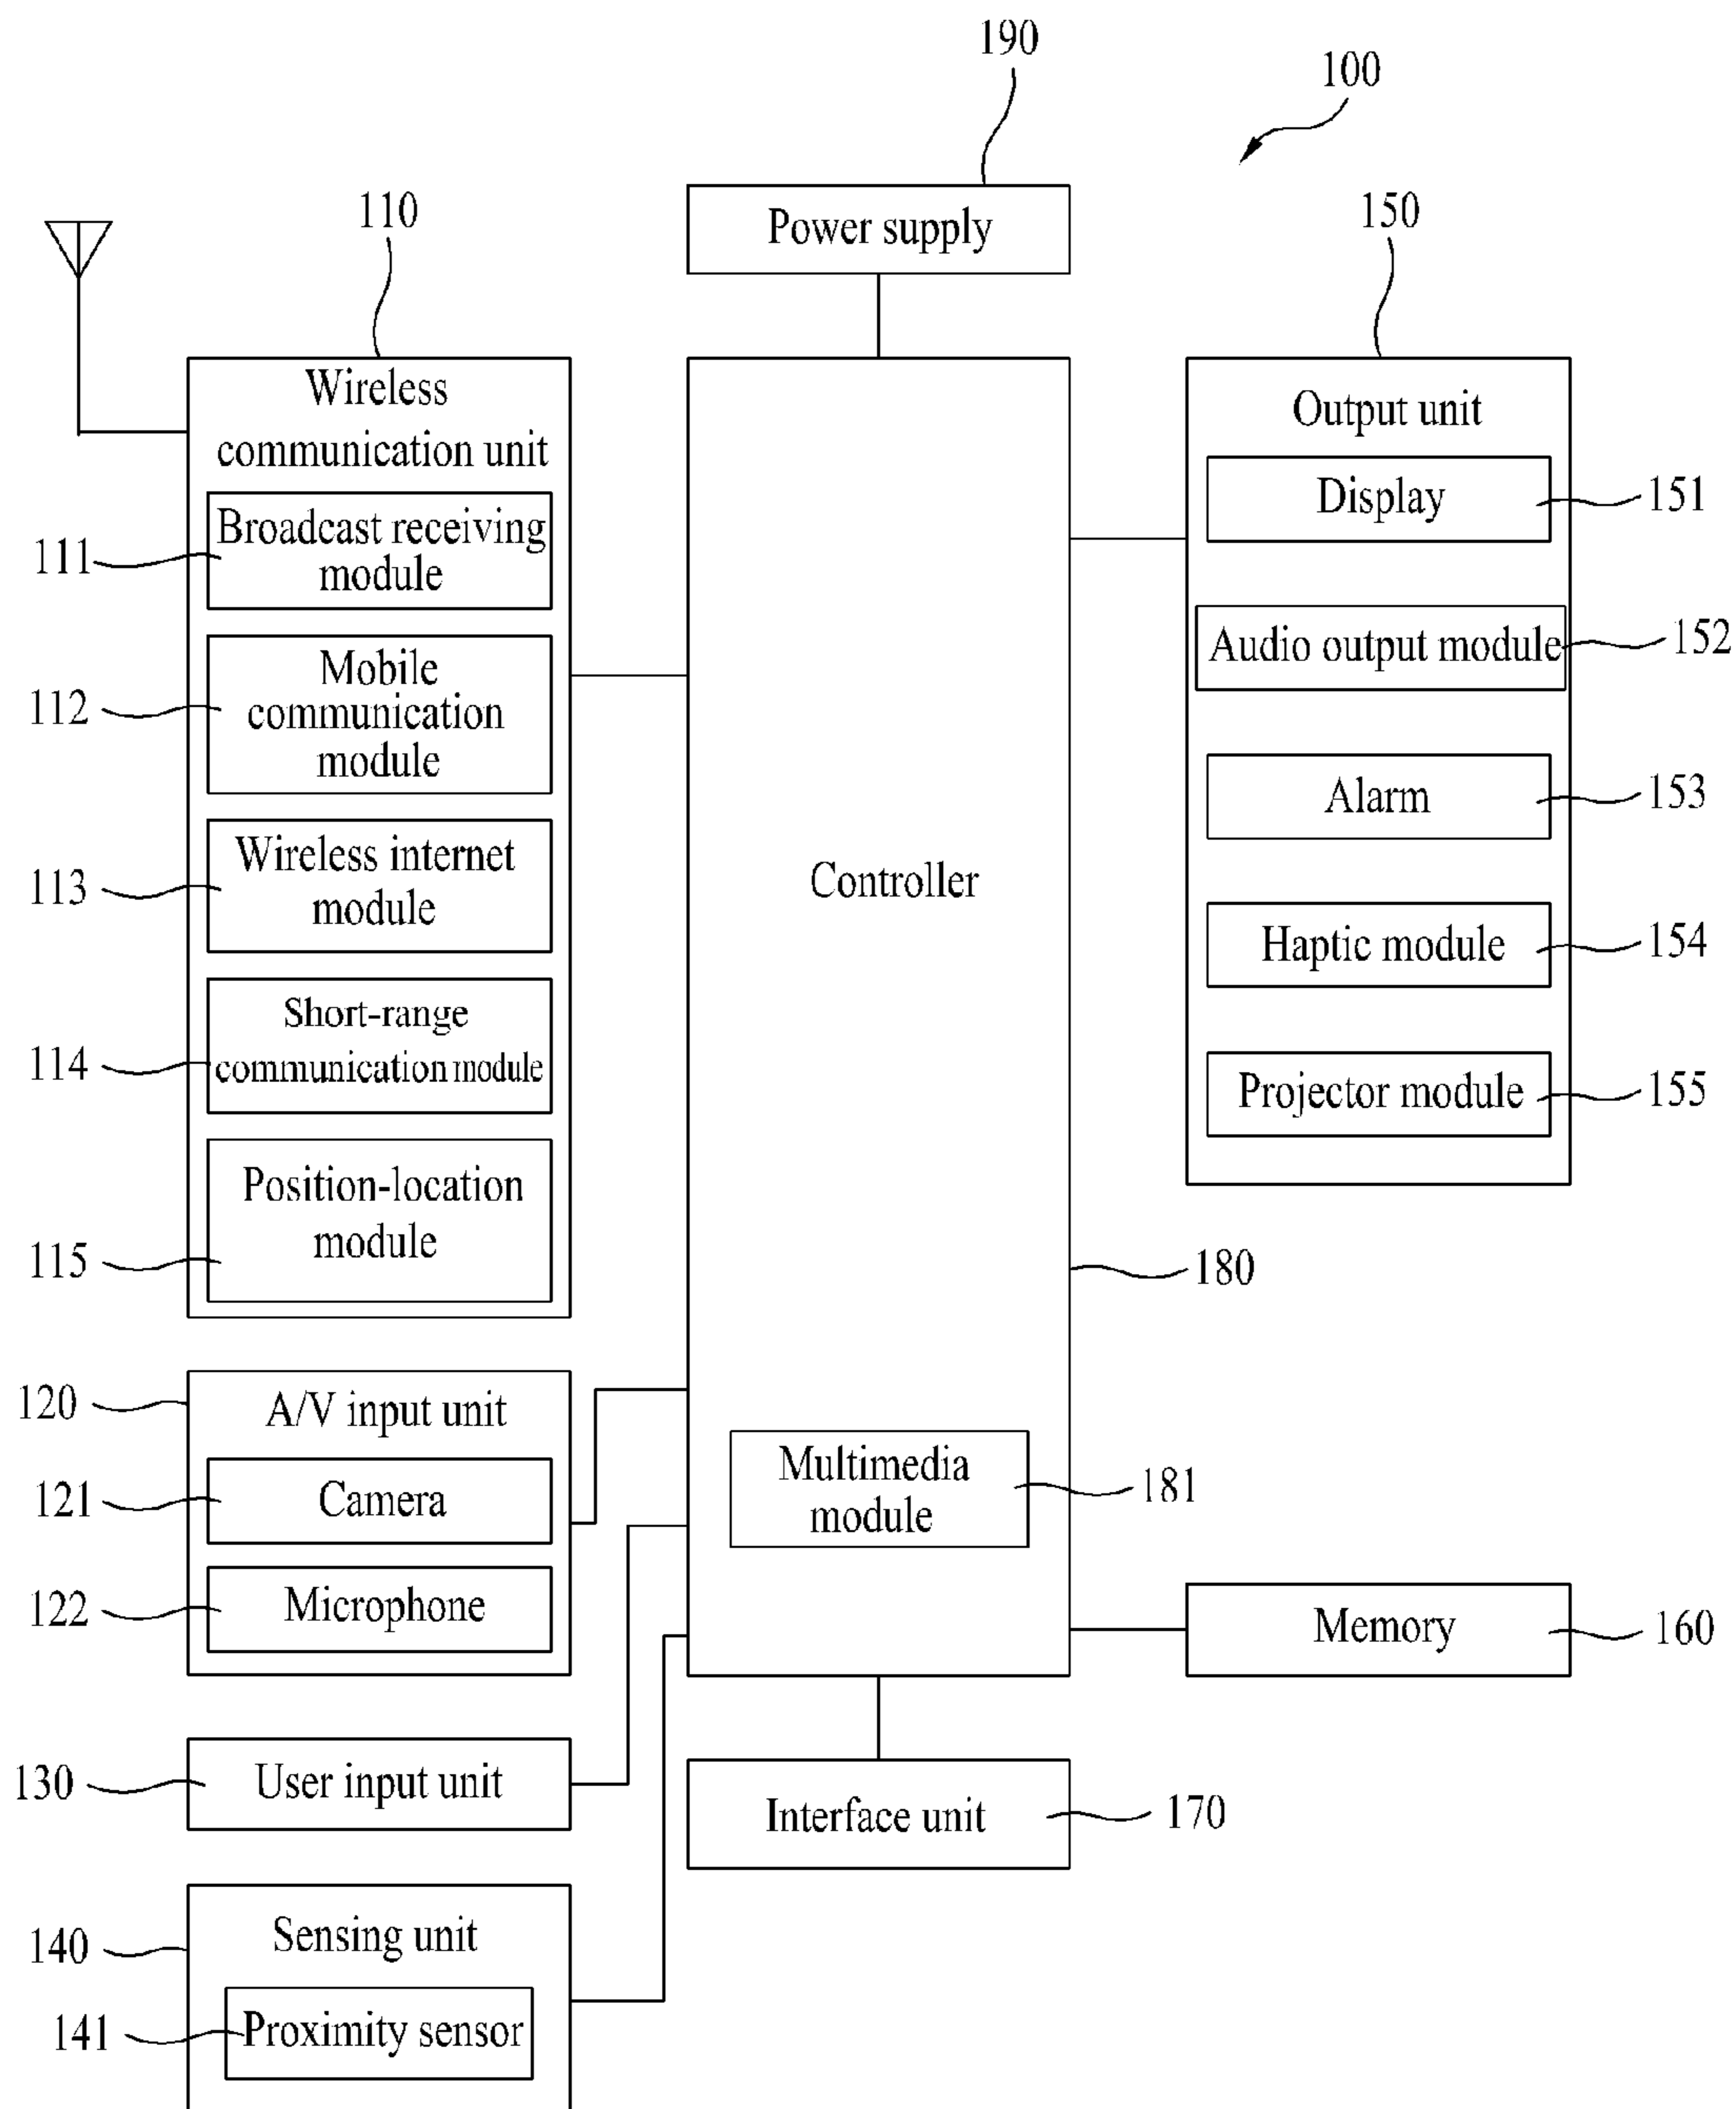 190
100
110
Power supply
150
Wireless
communication unit
Output unit
Broadcast receiving
module
111
Display
151
Mobile
communication
module
112
Audio output module
152
Wireless internet
module
113
Controller
Alarm
153
Short-range
communication module
114
Haptic module
154
Position-location
module
115
Projector module
155
180
120
A/V input unit
121
Camera
Multimedia
module
181
122
Microphone
Memory
160
130
User input unit
Interface unit
170
140
Sensing unit
141
Proximity sensor